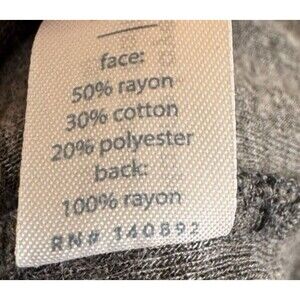 face:
50% rayon
30% cotton
20% polyester
back:
100% rayon
RN# 140892